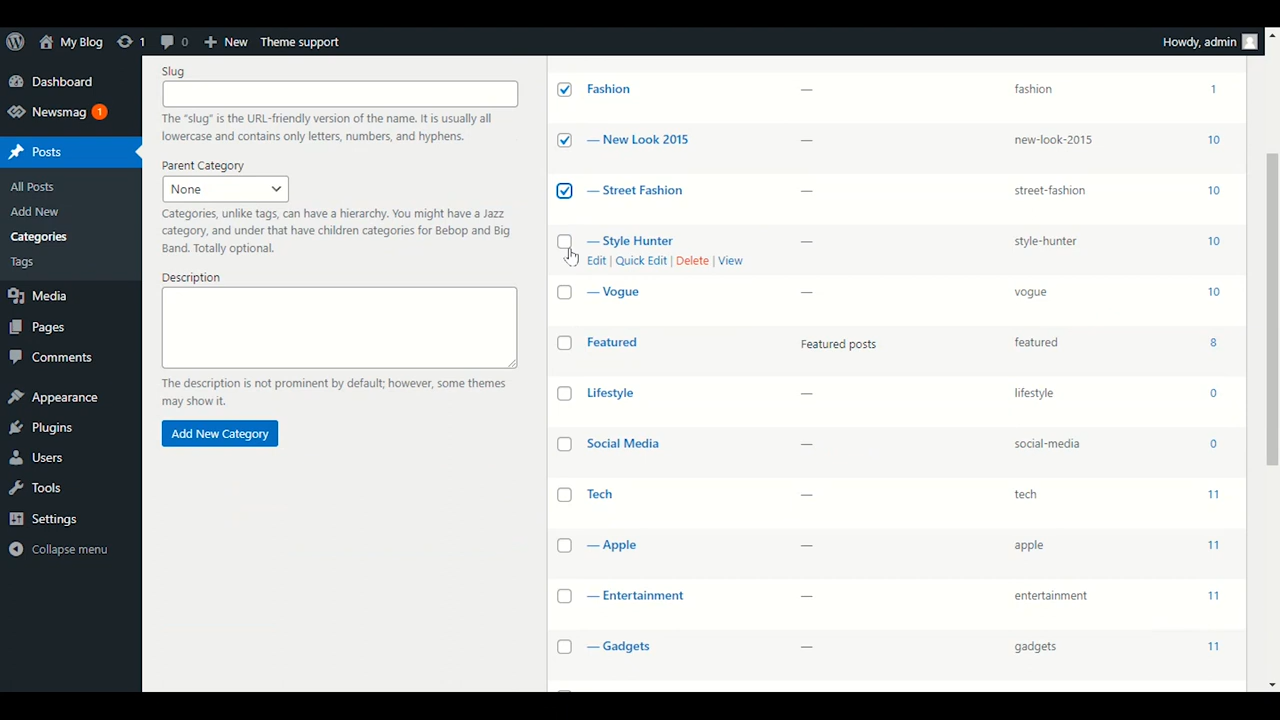 My Blog 1 0 New Theme support Howdy, admin
Dashboard
Newsmag 1
Posts
All Posts
Add New
Categories
Tags
Media
Pages
Comments
Appearance
Plugins
Users
Tools
Settings
Collapse menu
Slug
The "slug" is the URL-friendly version of the name. It is usually all
lowercase and contains only letters, numbers, and hyphens.
Parent Category
None
Categories, unlike tags, can have a hierarchy. You might have a Jazz
category, and under that have children categories for Bebop and Big
Band. Totally optional.
Description
The description is not prominent by default; however, some themes
may show it.
Add New Category
Fashion — fashion 1
— New Look 2015 — new-look-2015 10
— Street Fashion — street-fashion 10
— Style Hunter — style-hunter 10
Edit | Quick Edit | Delete | View
— Vogue — vogue 10
Featured Featured posts featured 8
Lifestyle — lifestyle 0
Social Media — social-media 0
Tech — tech 11
— Apple — apple 11
— Entertainment — entertainment 11
— Gadgets — gadgets 11